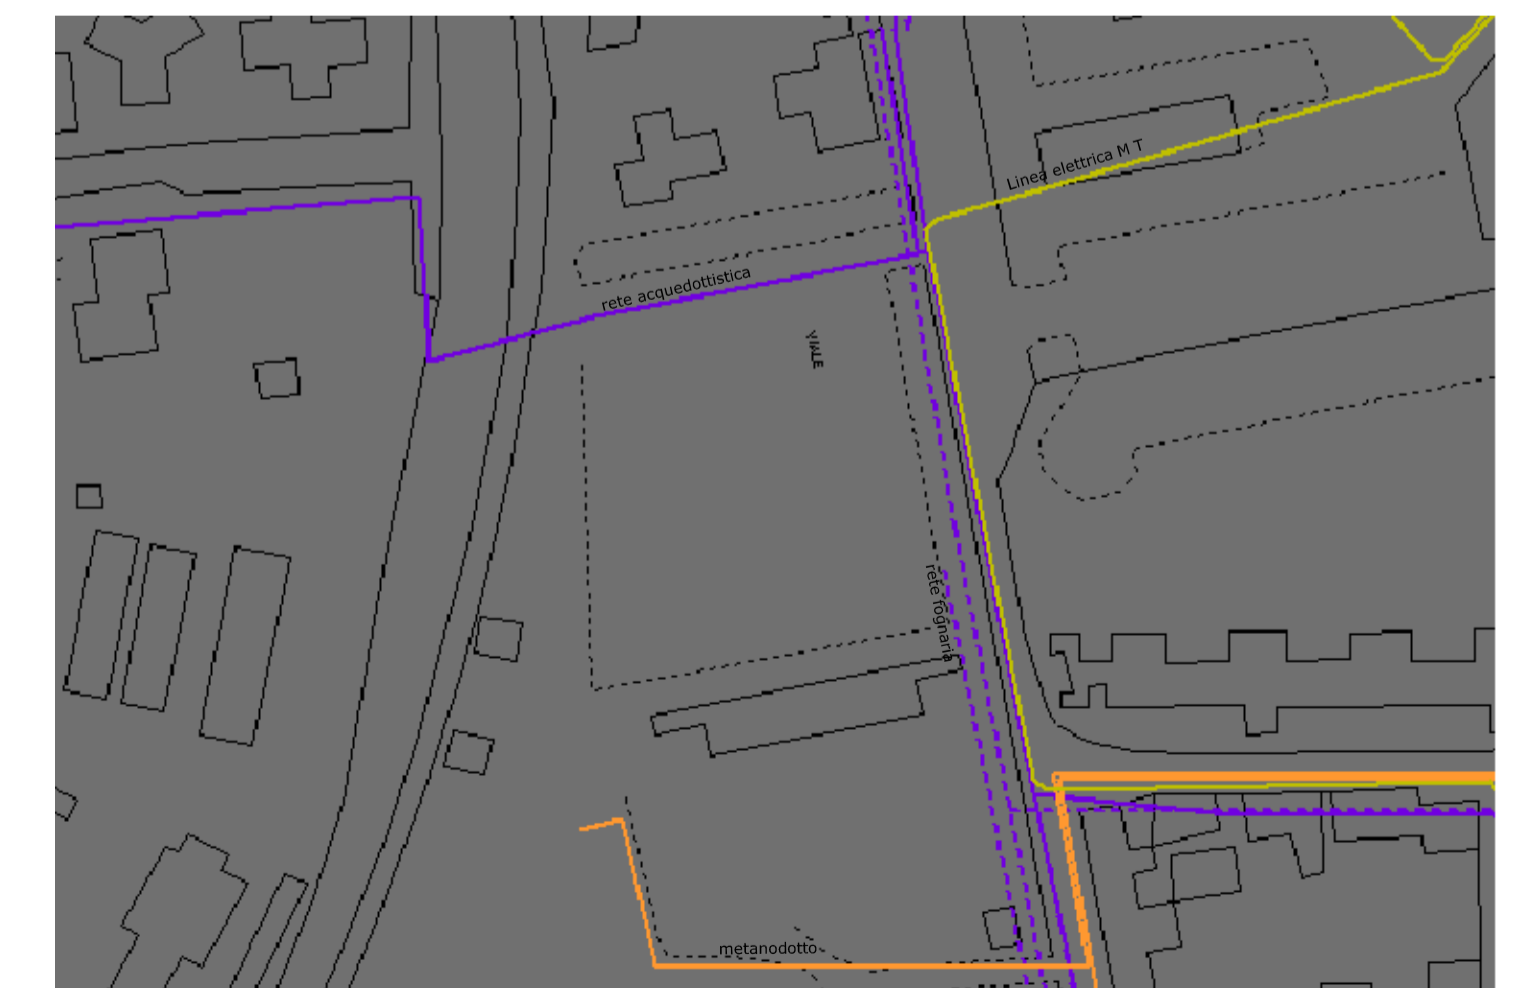 Linea elettrica M T
rete acquedottistica
VIALE
rete fognaria
metanodotto